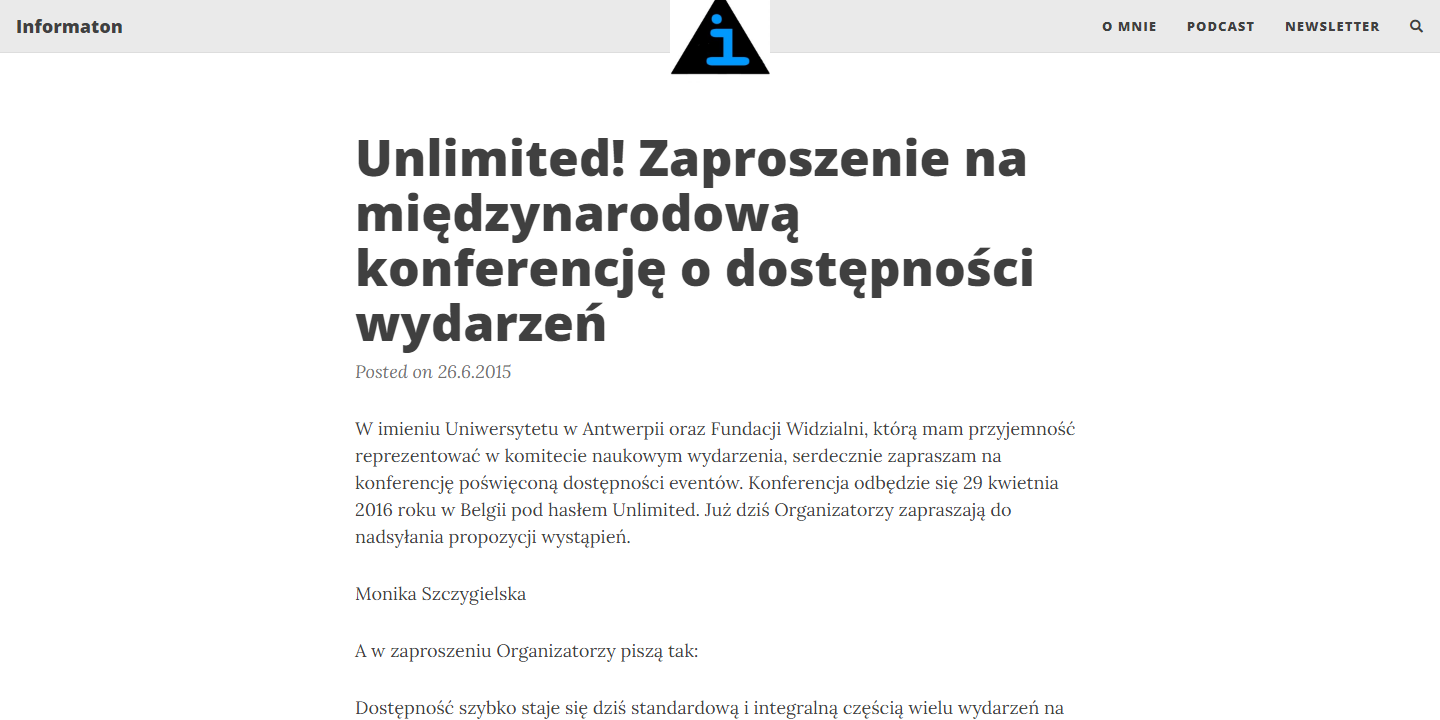 Informaton
i
O MNIE
PODCAST
NEWSLETTER
Unlimited! Zaproszenie na
międzynarodową
konferencję o dostępności
wydarzeń
Posted on 26.6.2015
W imieniu Uniwersytetu w Antwerpii oraz Fundacji Widzialni, którą mam przyjemność
reprezentować w komitecie naukowym wydarzenia, serdecznie zapraszam na
konferencję poświęconą dostępności eventów. Konferencja odbędzie się 29 kwietnia
2016 roku w Belgii pod hasłem Unlimited. Już dziś Organizatorzy zapraszają do
nadsyłania propozycji wystąpień.
Monika Szczygielska
A w zaproszeniu Organizatorzy piszą tak:
Dostępność szybko staje się dziś standardową i integralną częścią wielu wydarzeń na